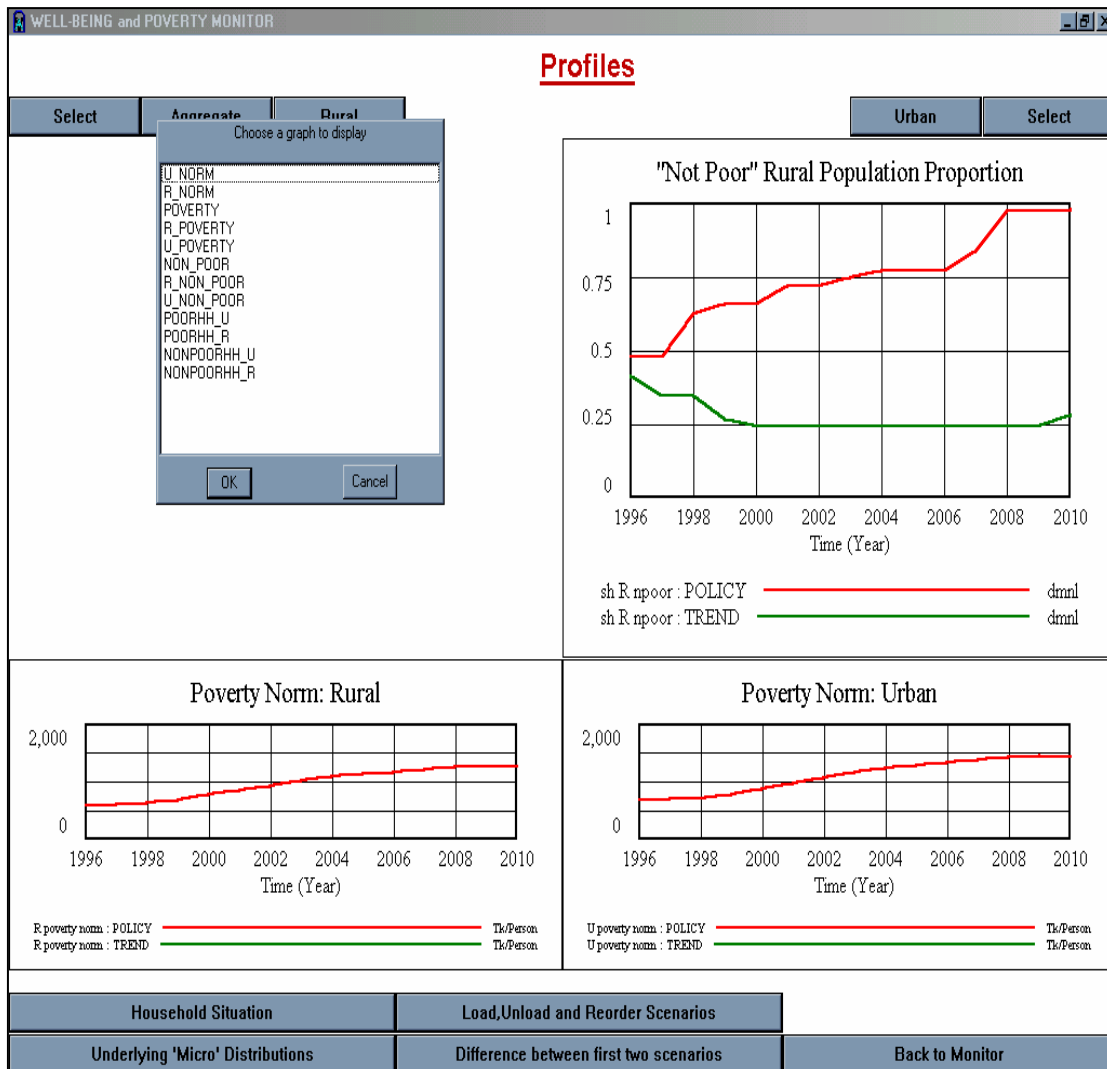 WELL-BEING and POVERTY MONITOR
Profiles
Select Aggregate Rural Urban Select
Choose a graph to display
U_NORM
R_NORM
POVERTY
R_POVERTY
U_POVERTY
NON_POOR
R_NON_POOR
U_NON_POOR
POORHH_U
POORHH_R
NONPOORHH_U
NONPOORHH_R
OK Cancel
"Not Poor" Rural Population Proportion
1
0.75
0.5
0.25
0
1996 1998 2000 2002 2004 2006 2008 2010
Time (Year)
sh R npoor : POLICY dmnl
sh R npoor : TREND dmnl
Poverty Norm: Rural
2,000
0
1996 1998 2000 2002 2004 2006 2008 2010
Time (Year)
R poverty norm : POLICY Tk/Person
R poverty norm : TREND Tk/Person
Poverty Norm: Urban
2,000
0
1996 1998 2000 2002 2004 2006 2008 2010
Time (Year)
U poverty norm : POLICY Tk/Person
U poverty norm : TREND Tk/Person
Household Situation Load,Unload and Reorder Scenarios
Underlying 'Micro' Distributions Difference between first two scenarios Back to Monitor